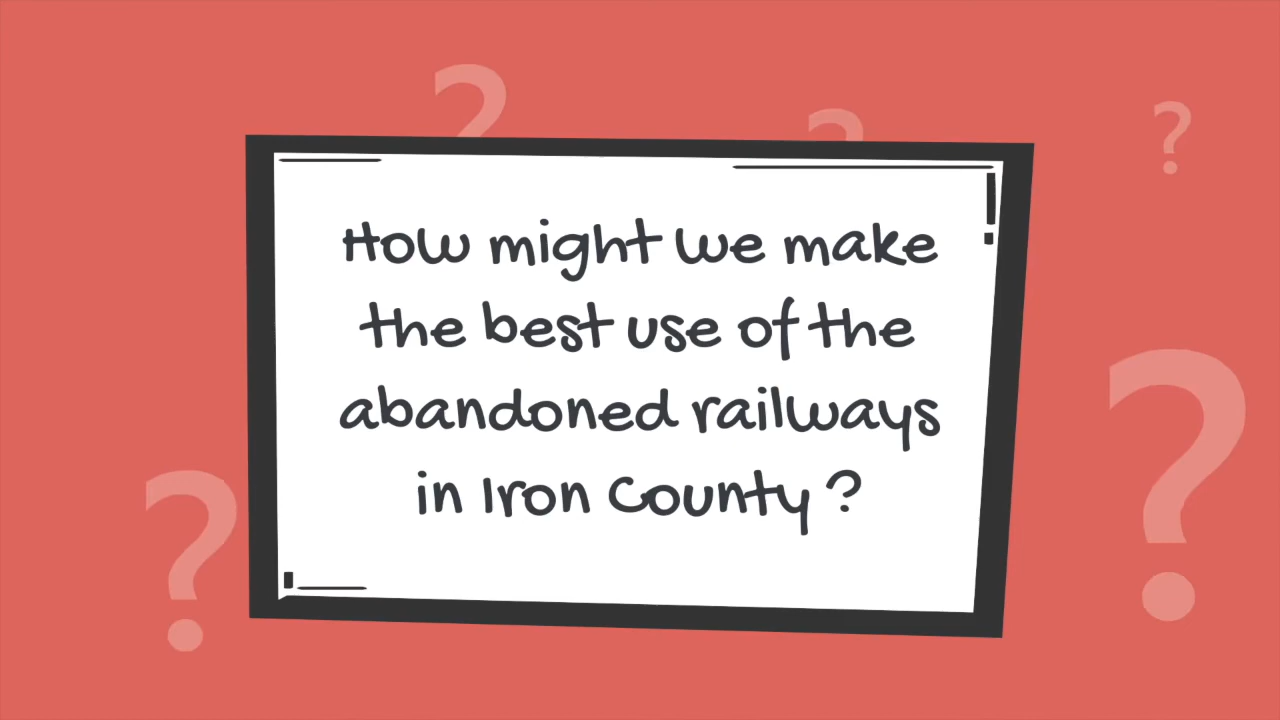 How might we make
the best use of the
abandoned railways
in Iron County ?